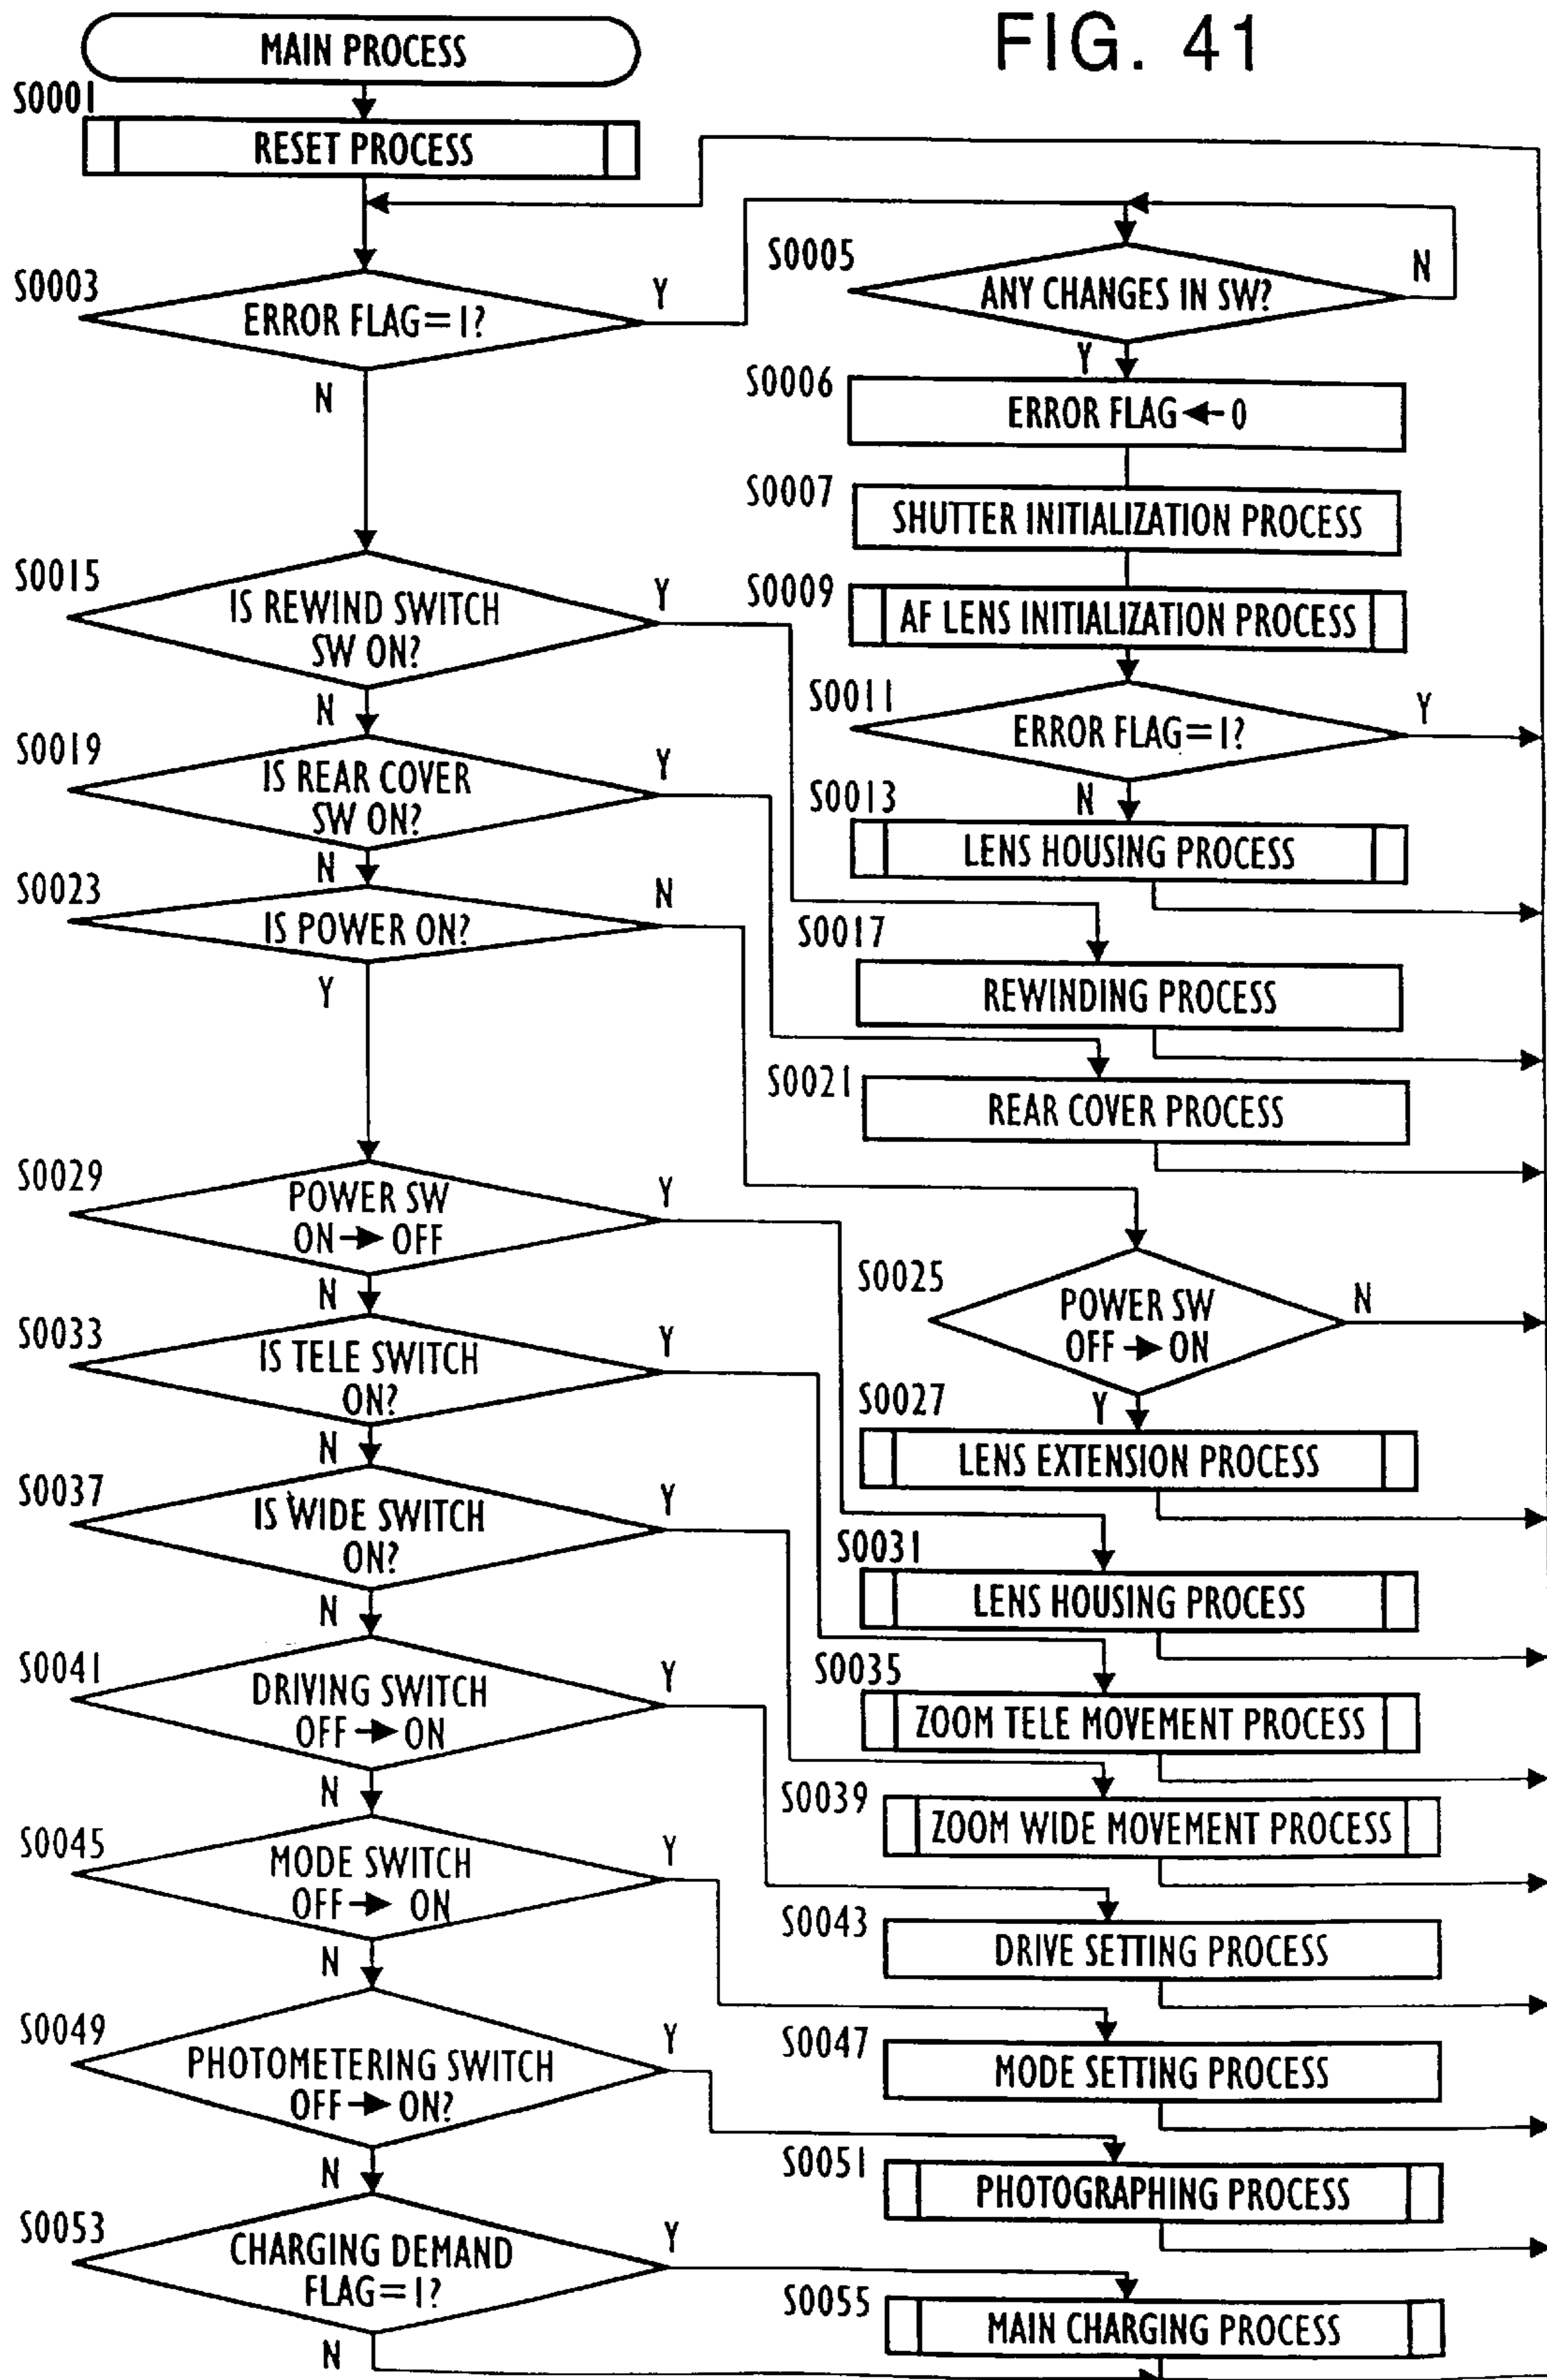 FIG. 41
MAIN PROCESS
S0001
RESET PROCESS
S0003
ERROR FLAG=1?
Y
N
S0005
ANY CHANGES IN SW?
N
Y
S0006
ERROR FLAG←0
S0007
SHUTTER INITIALIZATION PROCESS
S0009
AF LENS INITIALIZATION PROCESS
S0011
ERROR FLAG=1?
Y
N
S0013
LENS HOUSING PROCESS
S0015
IS REWIND SWITCH
SW ON?
Y
N
S0017
REWINDING PROCESS
S0019
IS REAR COVER
SW ON?
Y
N
S0021
REAR COVER PROCESS
S0023
IS POWER ON?
N
Y
S0025
POWER SW
OFF→ON
N
Y
S0027
LENS EXTENSION PROCESS
S0029
POWER SW
ON→OFF
Y
N
S0031
LENS HOUSING PROCESS
S0033
IS TELE SWITCH
ON?
Y
N
S0035
ZOOM TELE MOVEMENT PROCESS
S0037
IS WIDE SWITCH
ON?
Y
N
S0039
ZOOM WIDE MOVEMENT PROCESS
S0041
DRIVING SWITCH
OFF→ON
Y
N
S0043
DRIVE SETTING PROCESS
S0045
MODE SWITCH
OFF→ON
Y
N
S0047
MODE SETTING PROCESS
S0049
PHOTOMETERING SWITCH
OFF→ON?
Y
N
S0051
PHOTOGRAPHING PROCESS
S0053
CHARGING DEMAND
FLAG=1?
Y
N
S0055
MAIN CHARGING PROCESS